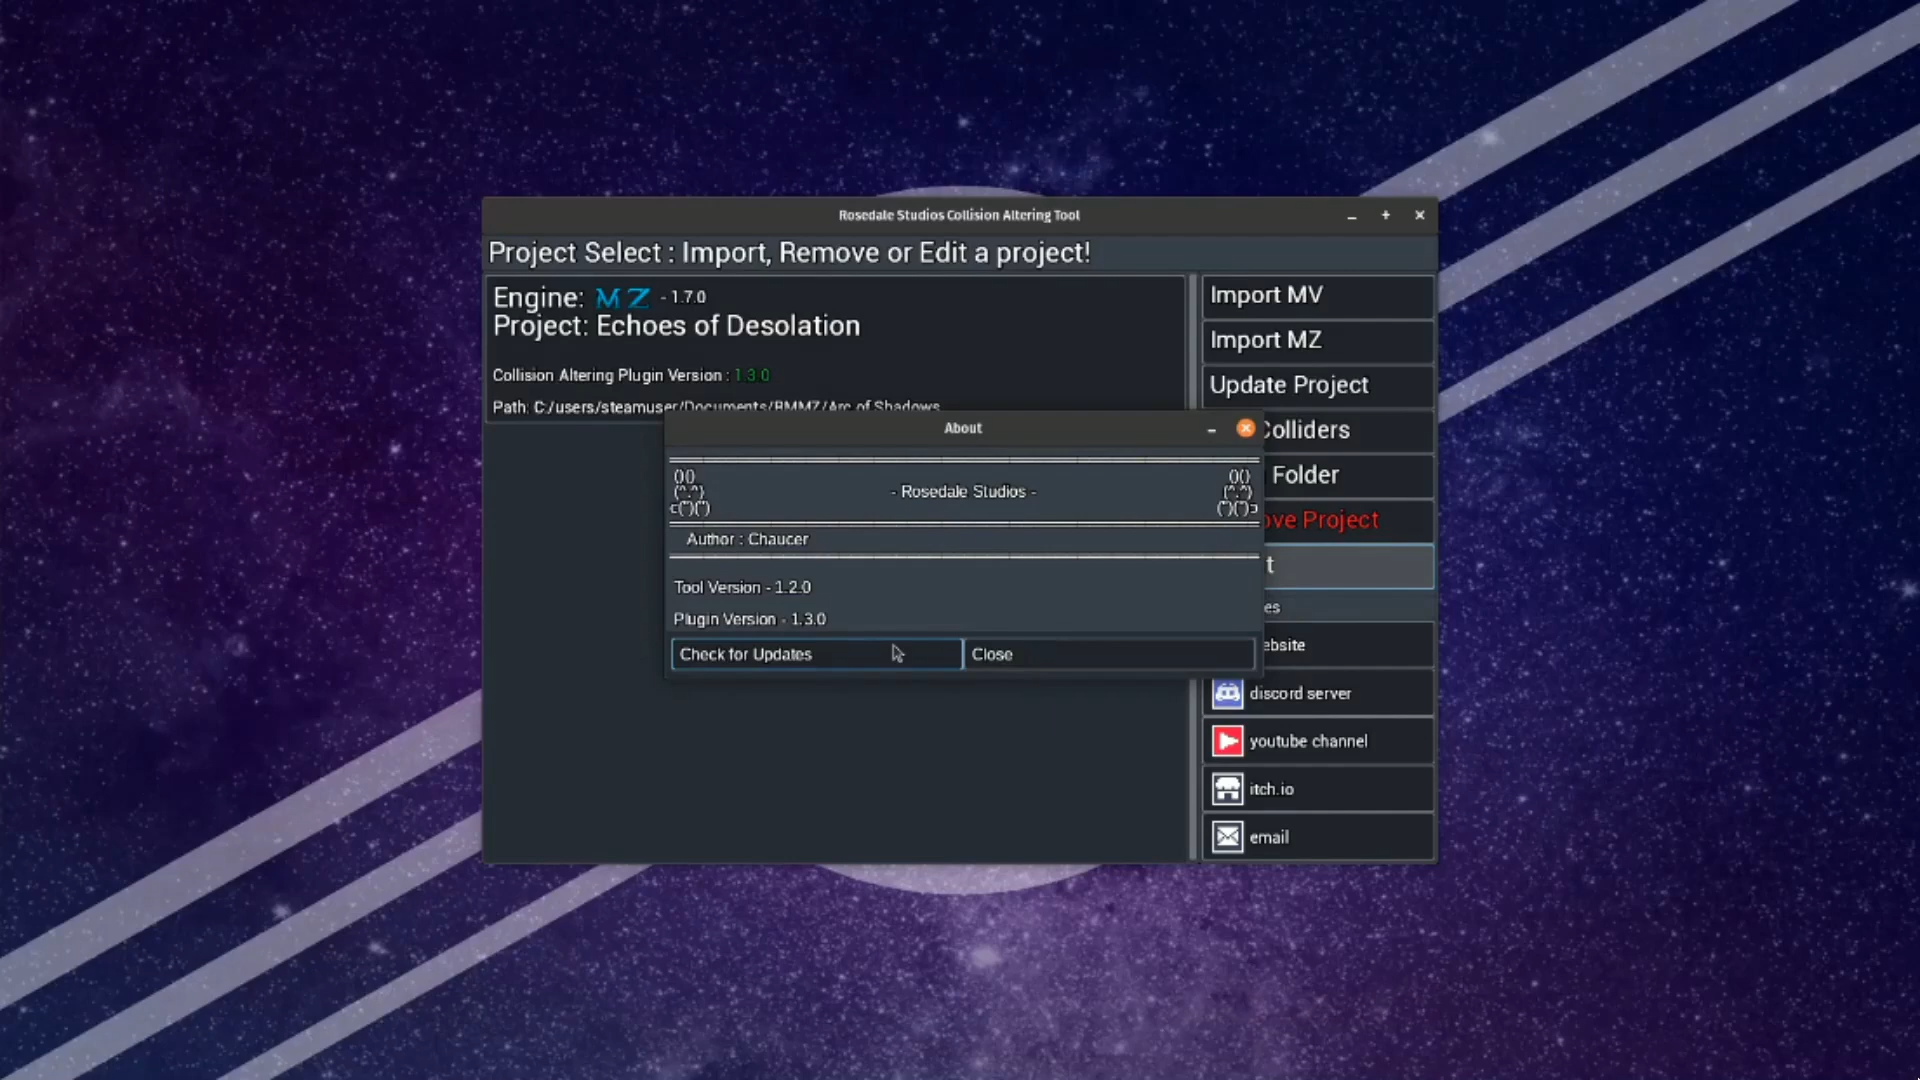 Rosedale Studios Collision Altering Tool
Project Select : Import, Remove or Edit a project!
Engine: MZ - 1.7.0
Project: Echoes of Desolation
Collision Altering Plugin Version : 1.3.0
Path: C:/users/steamuser/Documents/RMMZ/Arc of Shadows
Import MV
Import MZ
Update Project
Colliders
Folder
ove Project
t
es
ebsite
discord server
youtube channel
itch.io
email
About
()() ()()
(^.^) (^.^)
- Rosedale Studios -
c(")(") (")(")ɔ
Author : Chaucer
Tool Version - 1.2.0
Plugin Version - 1.3.0
Check for Updates
Close